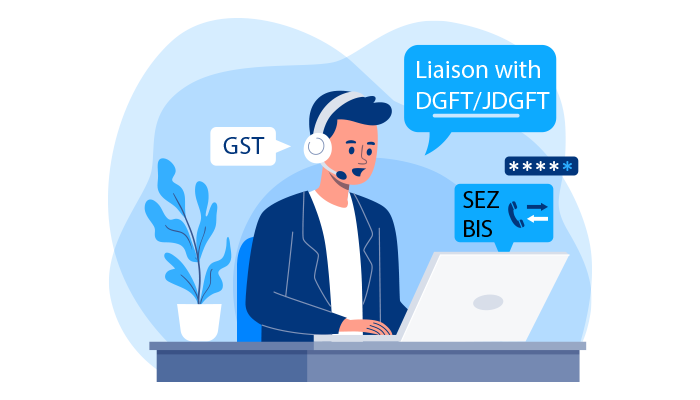 Liaison with
DGFT/JDGFT
GST
*****
SEZ
BIS